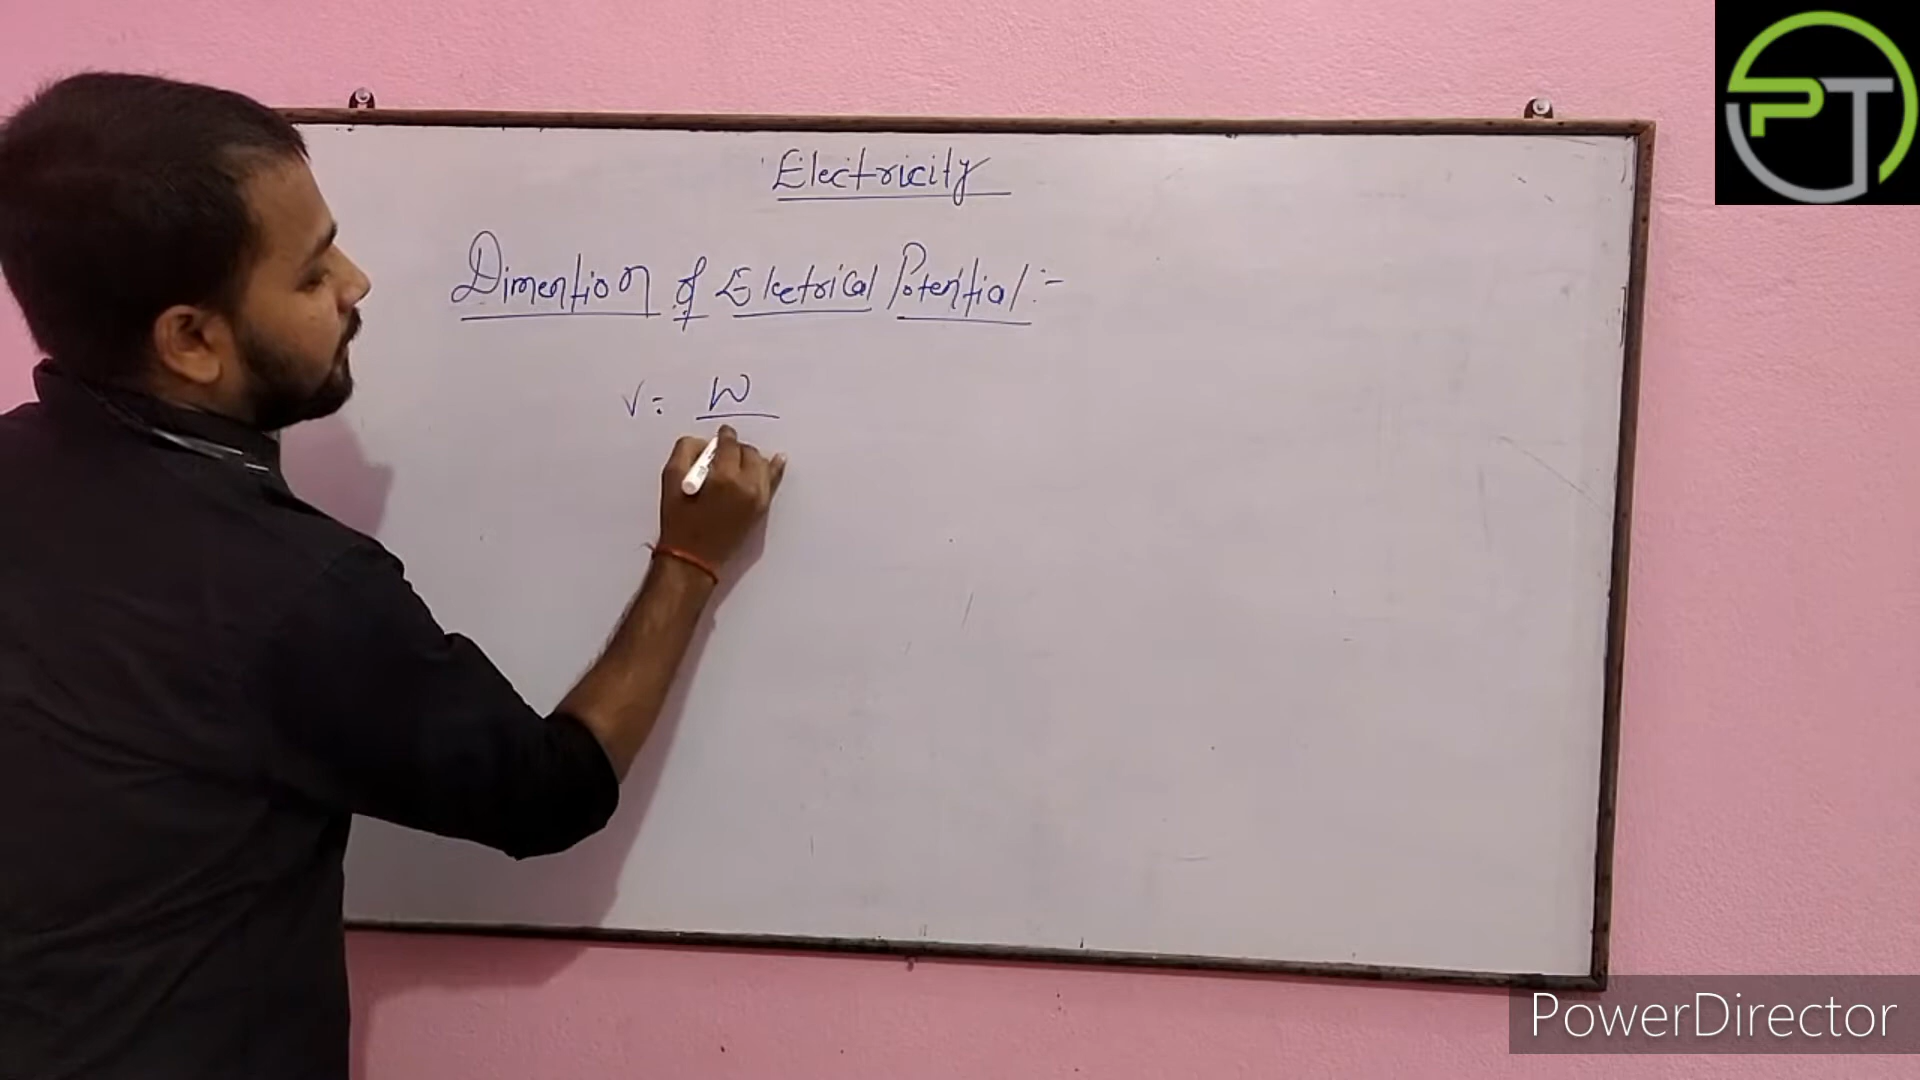 PT
Electricity
Dimention of Electrical Potential :-
V = W
PowerDirector